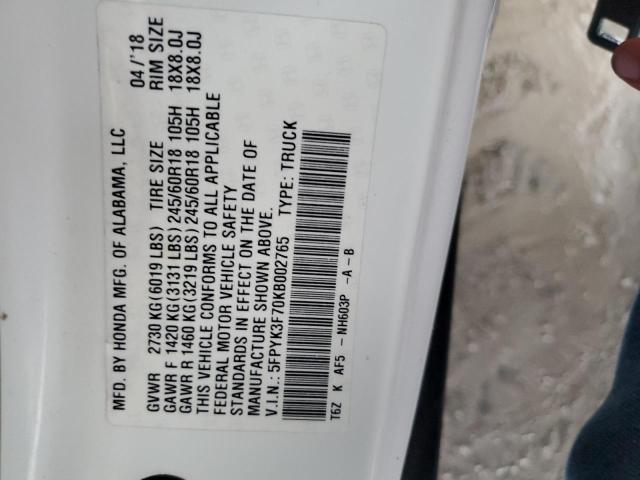 MFD. BY HONDA MFG. OF ALABAMA, LLC 04/'18
GVWR 2730 KG(6019 LBS) TIRE SIZE RIM SIZE
GAWR F 1420 KG(3131 LBS)245/60R18 105H 18X8.0J
GAWR R 1460 KG(3219 LBS)245/60R18 105H 18X8.0J
THIS VEHICLE CONFORMS TO ALL APPLICABLE
FEDERAL MOTOR VEHICLE SAFETY
STANDARDS IN EFFECT ON THE DATE OF
MANUFACTURE SHOWN ABOVE.
V.I.N.: 5FPYK3F70KB002765 TYPE: TRUCK
T6Z K AF5 - NH603P -A-B